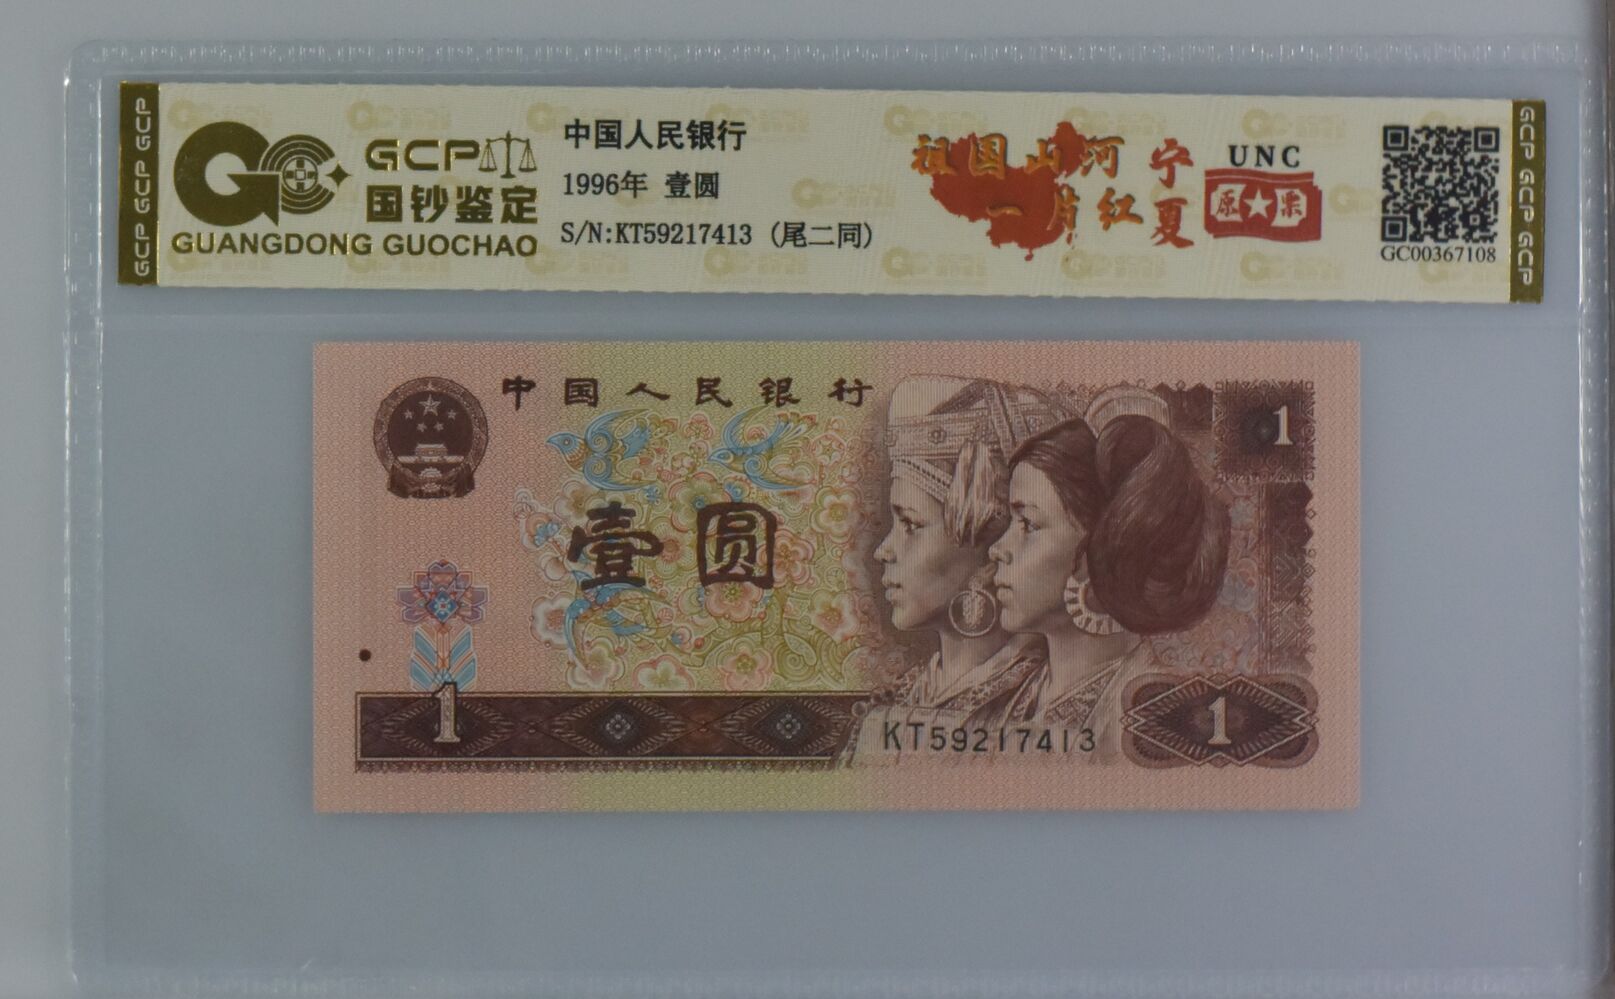 GCP GCP GCP
GCP
国钞鉴定
GUANGDONG GUOCHAO
中国人民银行
1996年 壹圆
S/N:KT59217413 (尾二同)
祖国山河
一片红
宁夏
UNC
原★票
GC00367108
GCP GCP GCP
中国人民银行
1
壹圆
1
KT59217413
1